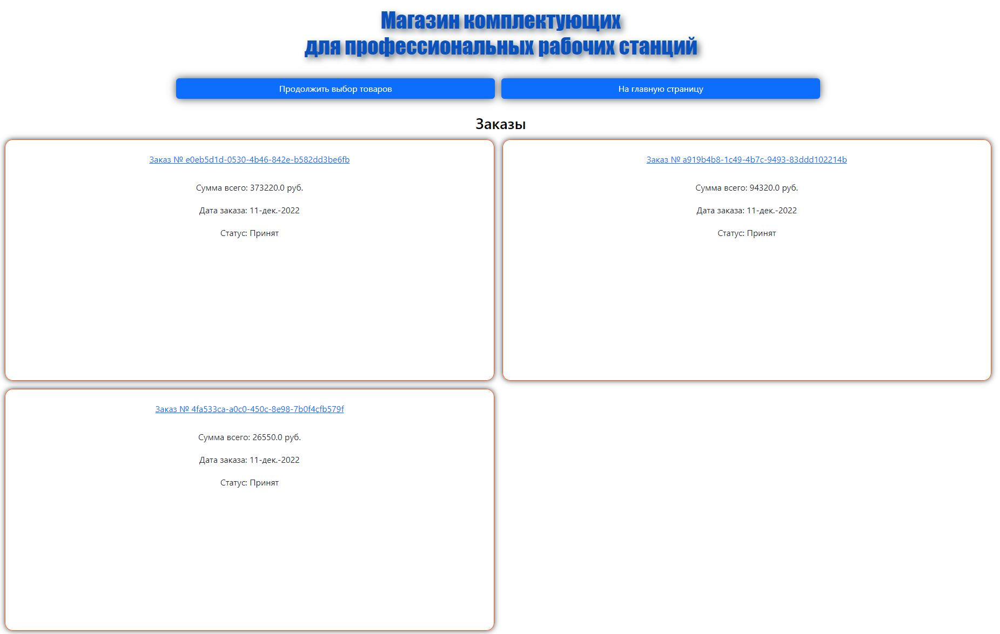 Магазин комплектующих
для профессиональных рабочих станций
Продолжить выбор товаров
На главную страницу
Заказы
Заказ № e0eb5d1d-0530-4b46-842e-b582dd3be6fb
Сумма всего: 373220.0 руб.
Дата заказа: 11-дек.-2022
Статус: Принят
Заказ № a919b4b8-1c49-4b7c-9493-83ddd102214b
Сумма всего: 94320.0 руб.
Дата заказа: 11-дек.-2022
Статус: Принят
Заказ № 4fa533ca-a0c0-450c-8e98-7b0f4cfb579f
Сумма всего: 26550.0 руб.
Дата заказа: 11-дек.-2022
Статус: Принят